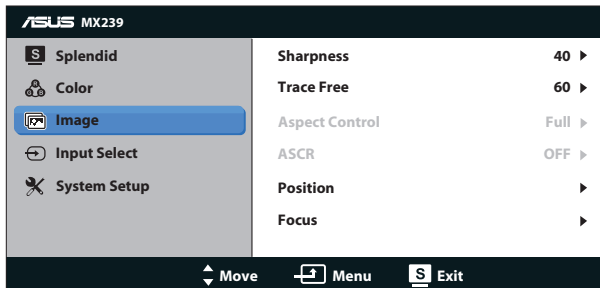 ASUS MX239
S Splendid
Color
Image
Input Select
System Setup
Sharpness 40
Trace Free 60
Aspect Control Full
ASCR OFF
Position
Focus
Move Menu S Exit